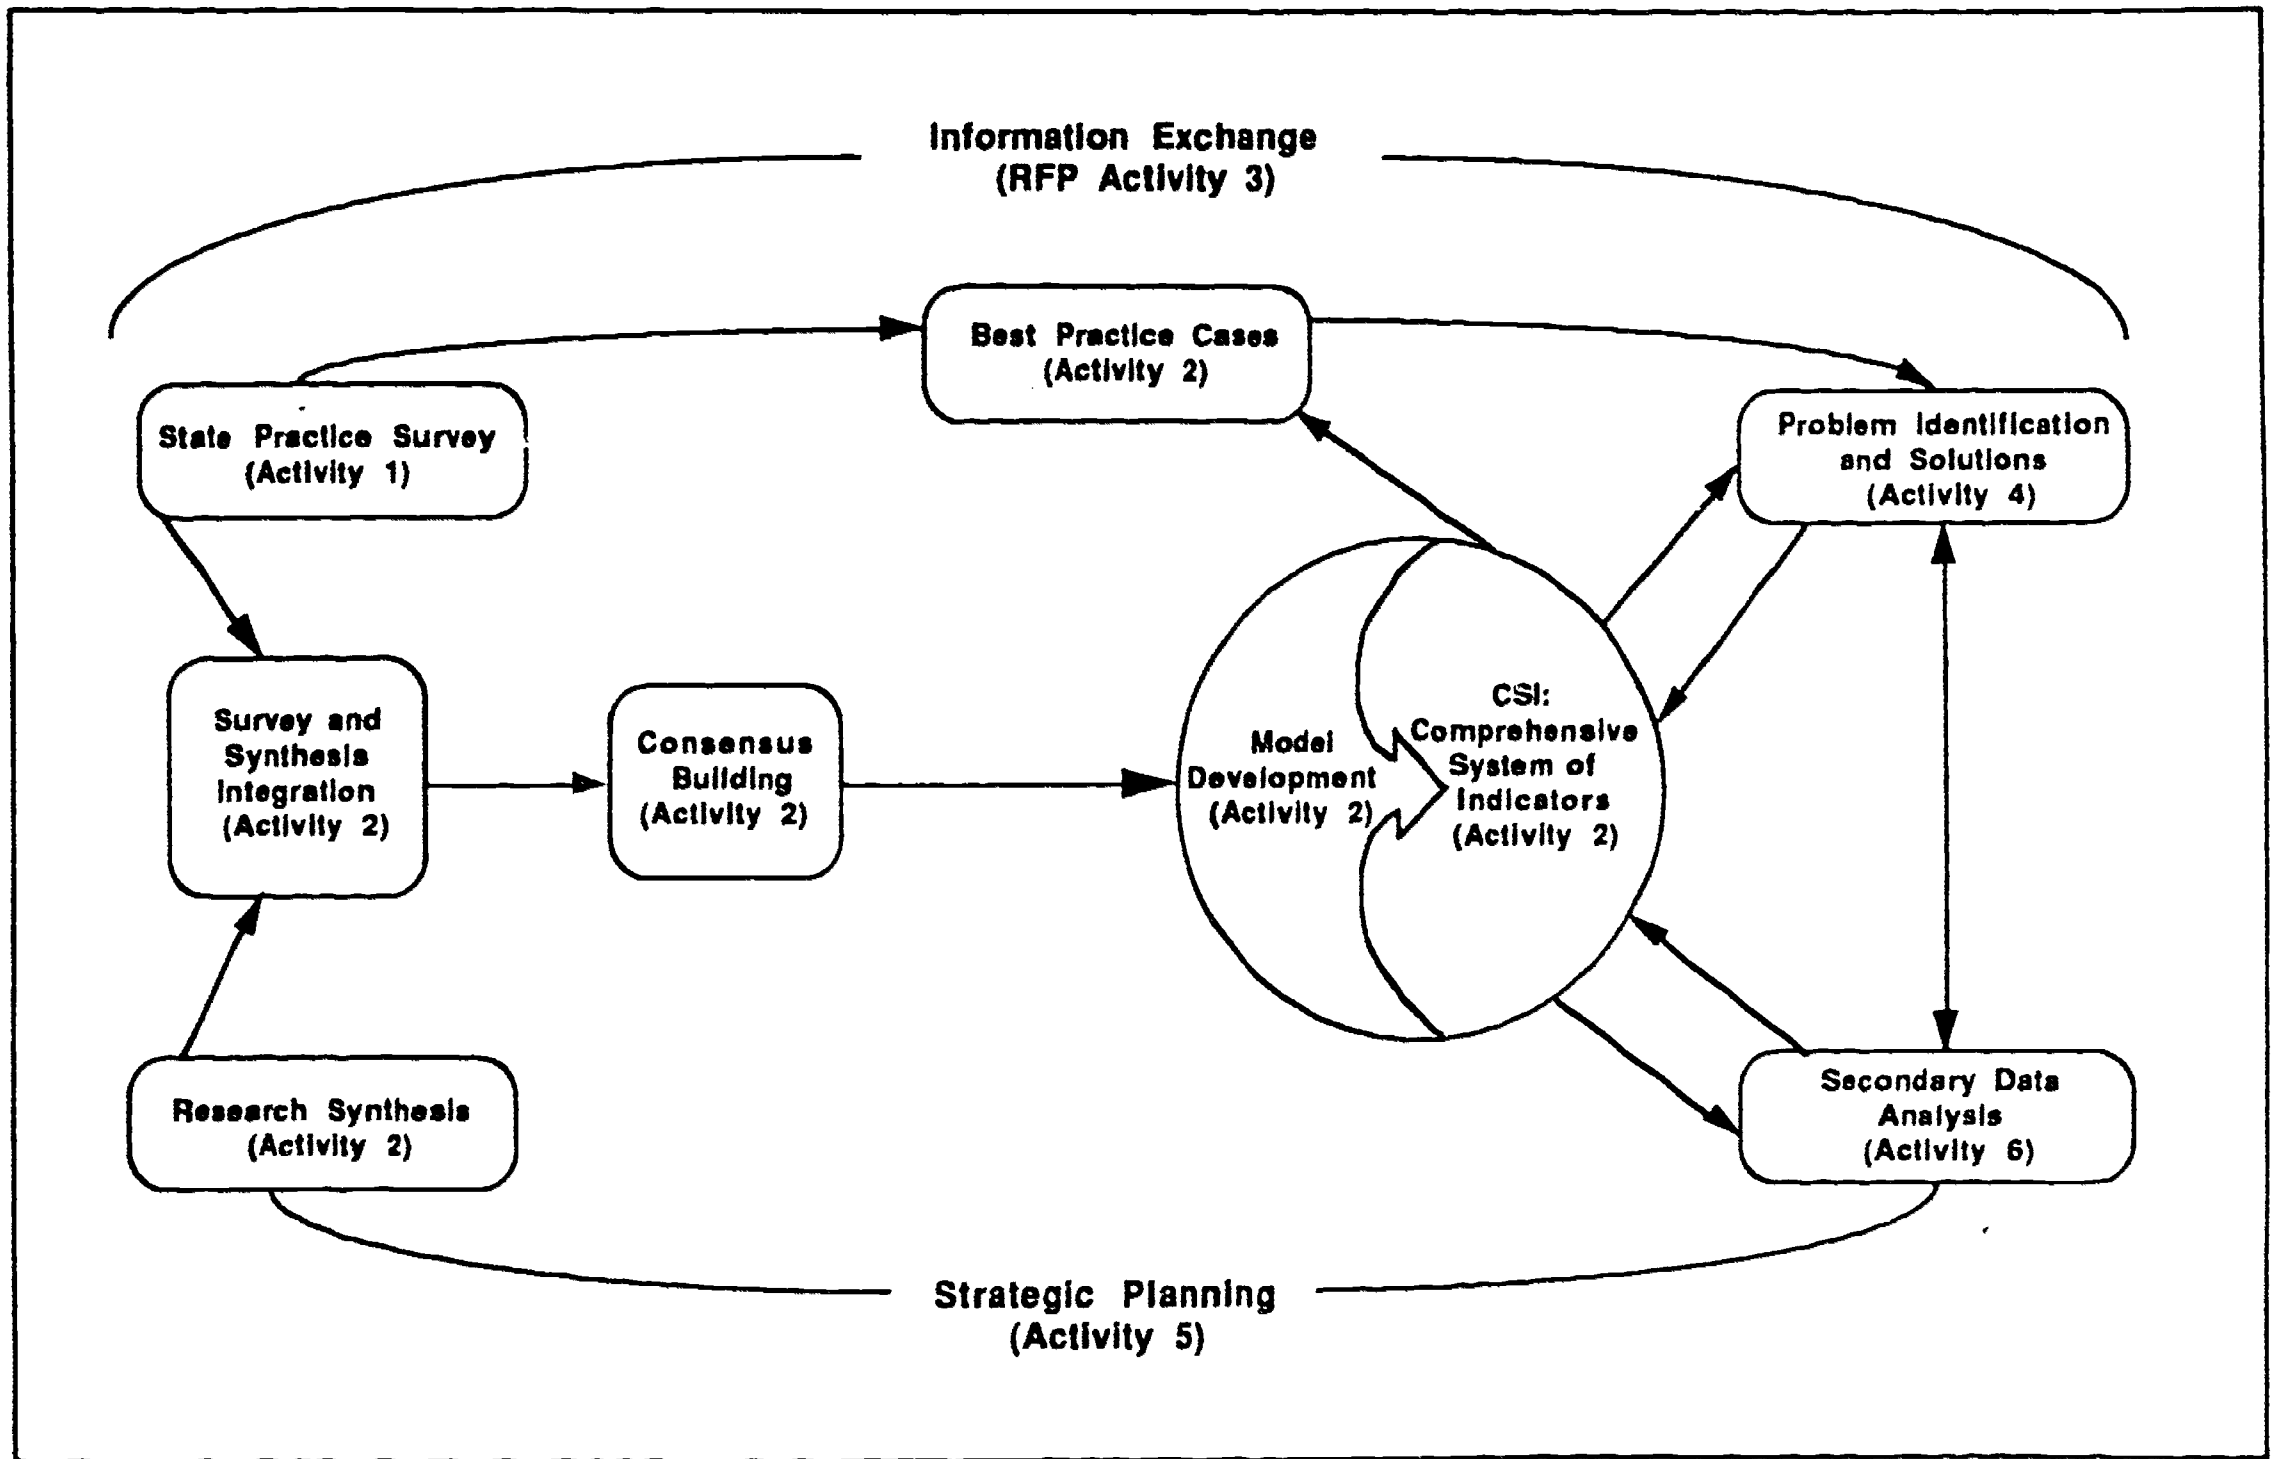 Information Exchange
(RFP Activity 3)
Best Practice Cases
(Activity 2)
State Practice Survey
(Activity 1)
Problem Identification
and Solutions
(Activity 4)
Survey and
Synthesis
Integration
(Activity 2)
Consensus
Building
(Activity 2)
Model
Development
(Activity 2)
CSI:
Comprehensive
System of
Indicators
(Activity 2)
Research Synthesis
(Activity 2)
Secondary Data
Analysis
(Activity 6)
Strategic Planning
(Activity 5)